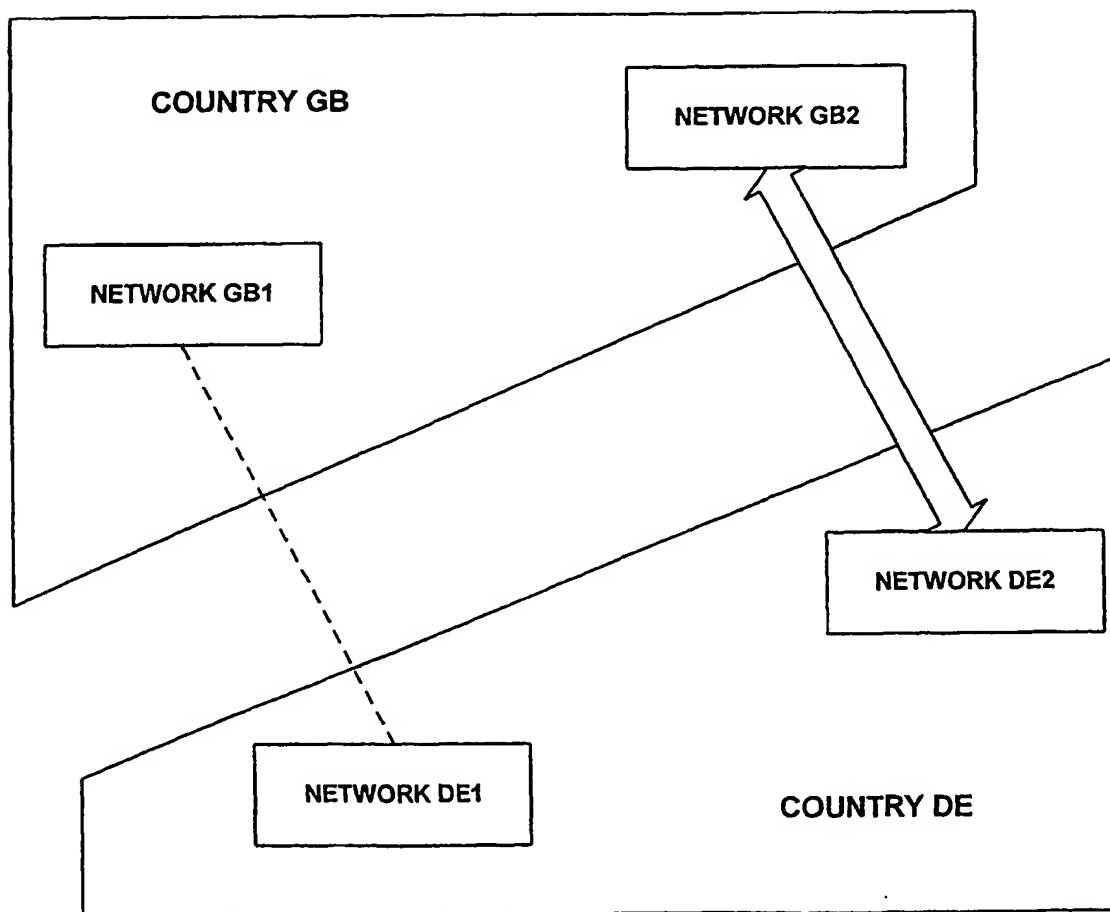 COUNTRY GB
NETWORK GB2
NETWORK GB1
NETWORK DE2
NETWORK DE1
COUNTRY DE